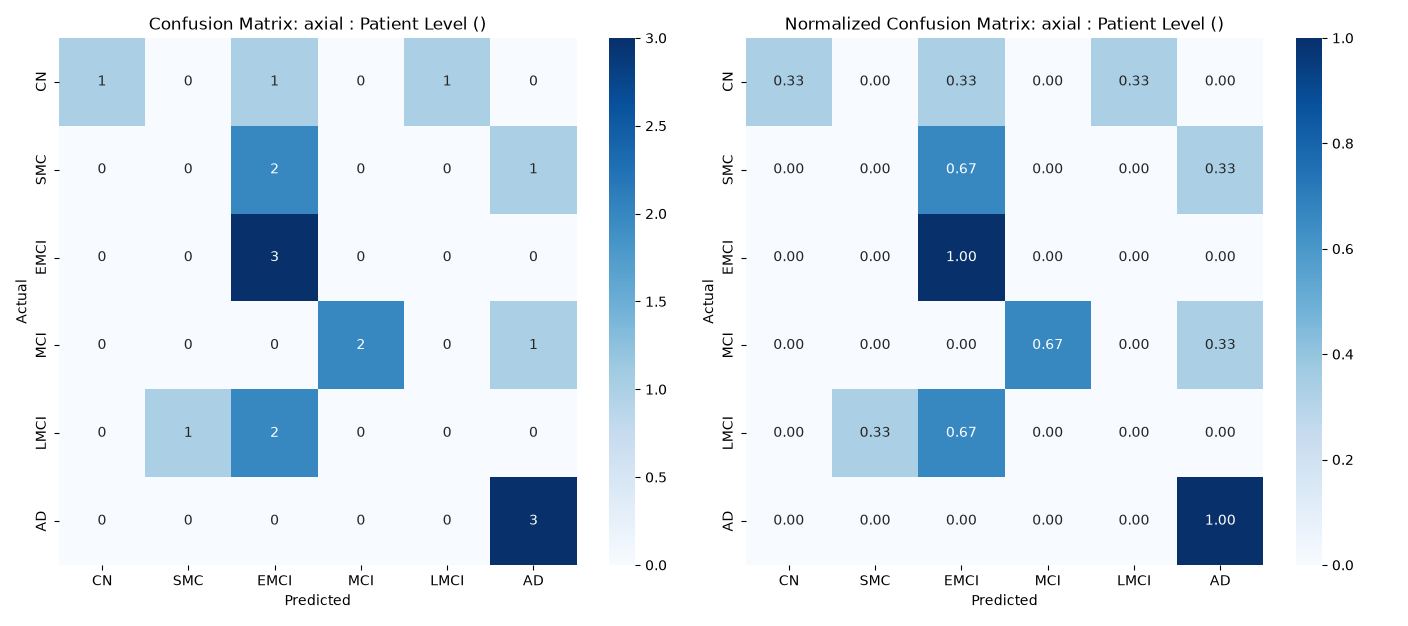 Confusion Matrix: axial : Patient Level ()
CN 1 0 1 0 1 0
SMC 0 0 2 0 0 1
EMCI 0 0 3 0 0 0
MCI 0 0 0 2 0 1
LMCI 0 1 2 0 0 0
AD 0 0 0 0 0 3
CN SMC EMCI MCI LMCI AD
Predicted
Actual
3.0
2.5
2.0
1.5
1.0
0.5
0.0
Normalized Confusion Matrix: axial : Patient Level ()
CN 0.33 0.00 0.33 0.00 0.33 0.00
SMC 0.00 0.00 0.67 0.00 0.00 0.33
EMCI 0.00 0.00 1.00 0.00 0.00 0.00
MCI 0.00 0.00 0.00 0.67 0.00 0.33
LMCI 0.00 0.33 0.67 0.00 0.00 0.00
AD 0.00 0.00 0.00 0.00 0.00 1.00
CN SMC EMCI MCI LMCI AD
Predicted
Actual
1.0
0.8
0.6
0.4
0.2
0.0